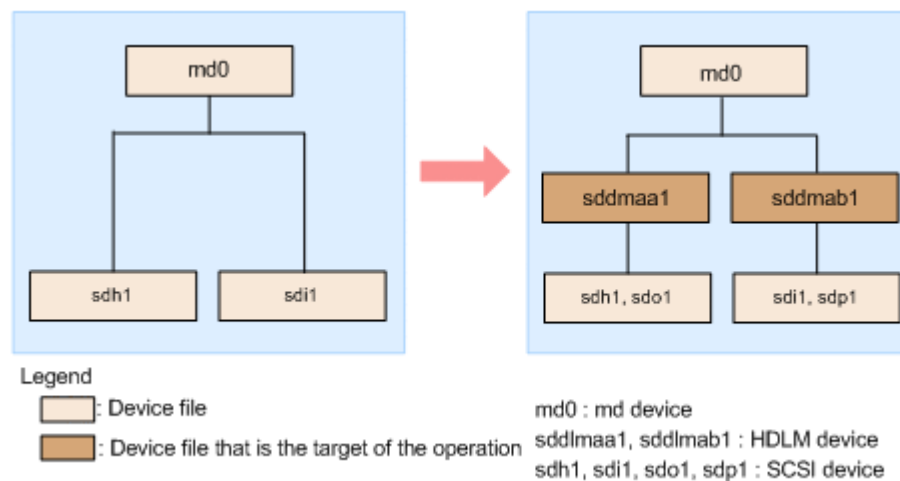 md0
sdh1
sdi1
md0
sddmaa1
sddmab1
sdh1, sdo1
sdi1, sdp1
Legend
: Device file
: Device file that is the target of the operation
md0 : md device
sddlmaa1, sddlmab1 : HDLM device
sdh1, sdi1, sdo1, sdp1 : SCSI device